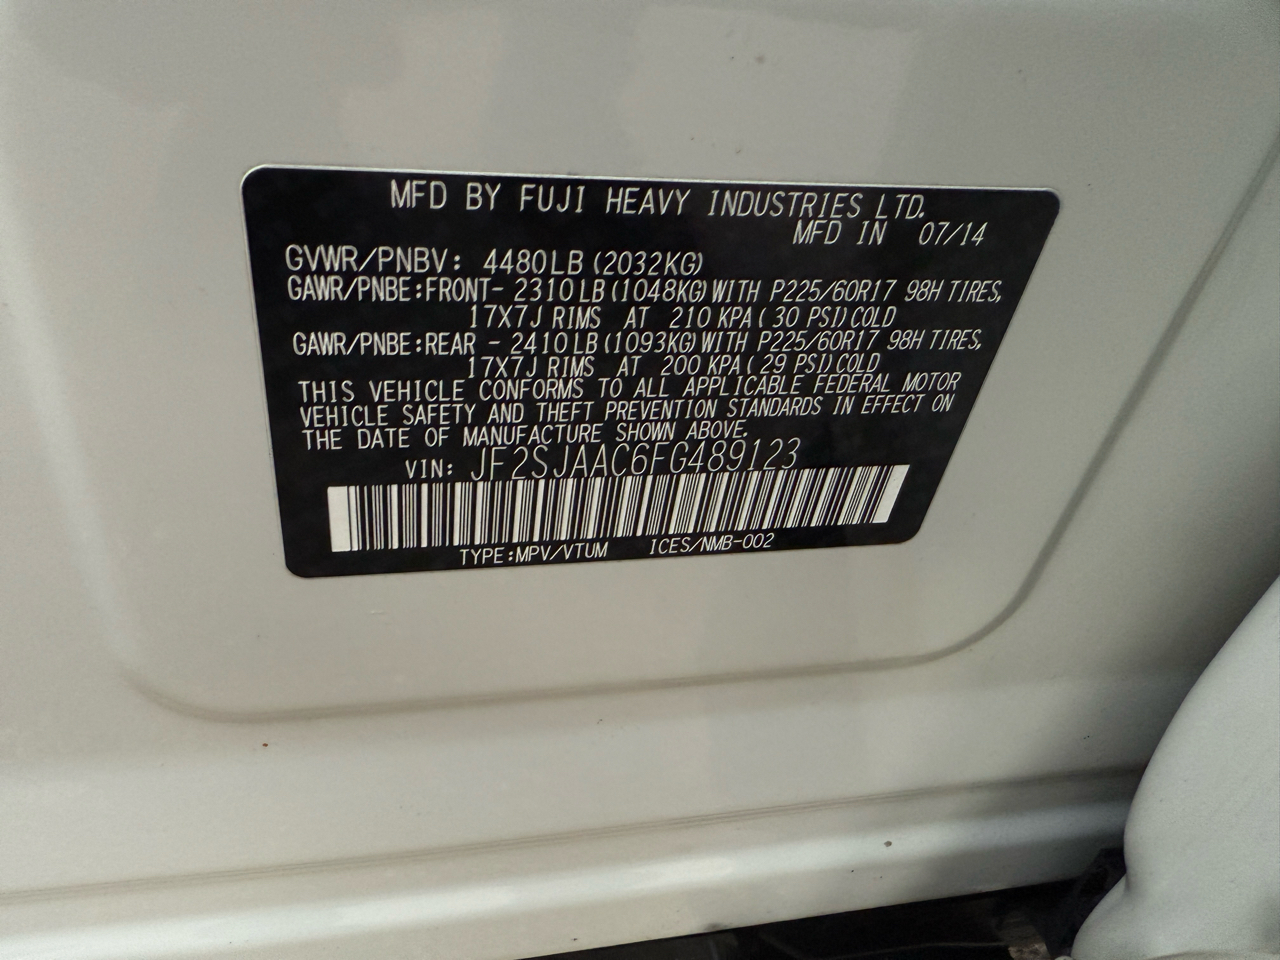 MFD BY FUJI HEAVY INDUSTRIES LTD.
MFD IN 07/14
GVWR/PNBV: 4480LB (2032KG)
GAWR/PNBE:FRONT- 2310LB (1048KG) WITH P225/60R17 98H TIRES,
17X7J RIMS AT 210 KPA( 30 PSI) COLD
GAWR/PNBE:REAR - 2410LB (1093KG) WITH P225/60R17 98H TIRES,
17X7J RIMS AT 200 KPA( 29 PSI) COLD
THIS VEHICLE CONFORMS TO ALL APPLICABLE FEDERAL MOTOR
VEHICLE SAFETY AND THEFT PREVENTION STANDARDS IN EFFECT ON
THE DATE OF MANUFACTURE SHOWN ABOVE.
VIN: JF2SJAAC6FG489123
TYPE:MPV/VTUM ICES/NMB-002